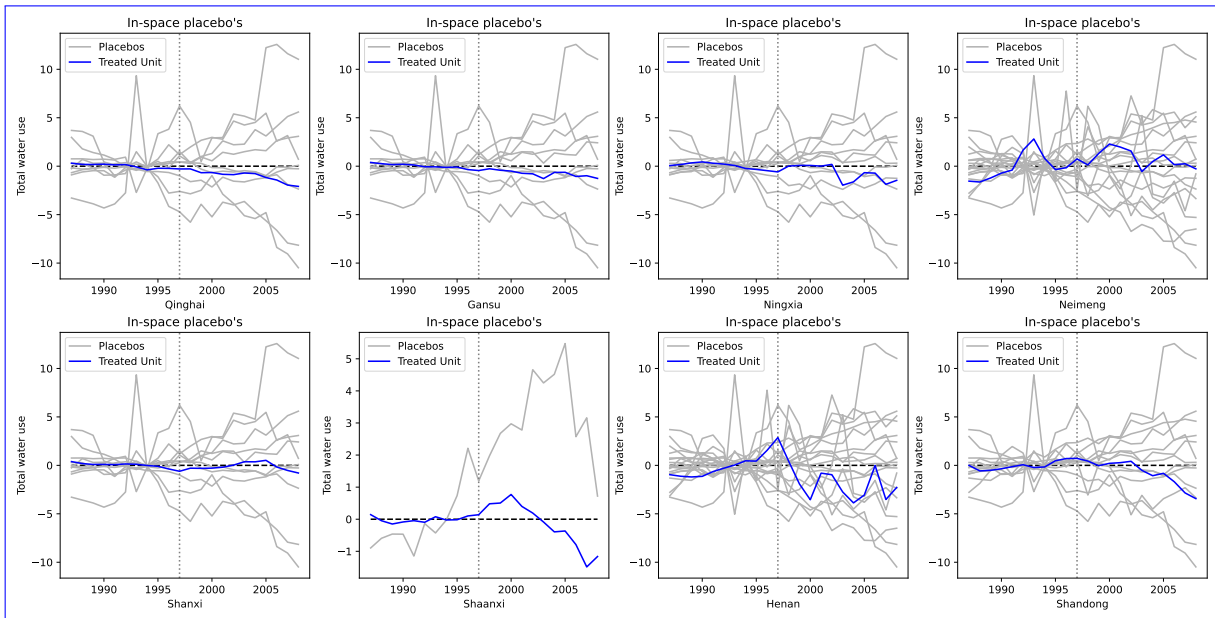 In-space placebo's
Placebos
Treated Unit
Total water use
10
5
0
−5
−10
1990 1995 2000 2005
Qinghai
In-space placebo's
Placebos
Treated Unit
Total water use
10
5
0
−5
−10
1990 1995 2000 2005
Gansu
In-space placebo's
Placebos
Treated Unit
Total water use
10
5
0
−5
−10
1990 1995 2000 2005
Ningxia
In-space placebo's
Placebos
Treated Unit
Total water use
10
5
0
−5
−10
1990 1995 2000 2005
Neimeng
In-space placebo's
Placebos
Treated Unit
Total water use
10
5
0
−5
−10
1990 1995 2000 2005
Shanxi
In-space placebo's
Placebos
Treated Unit
Total water use
5
4
3
2
1
0
−1
1990 1995 2000 2005
Shaanxi
In-space placebo's
Placebos
Treated Unit
Total water use
10
5
0
−5
−10
1990 1995 2000 2005
Henan
In-space placebo's
Placebos
Treated Unit
Total water use
10
5
0
−5
−10
1990 1995 2000 2005
Shandong